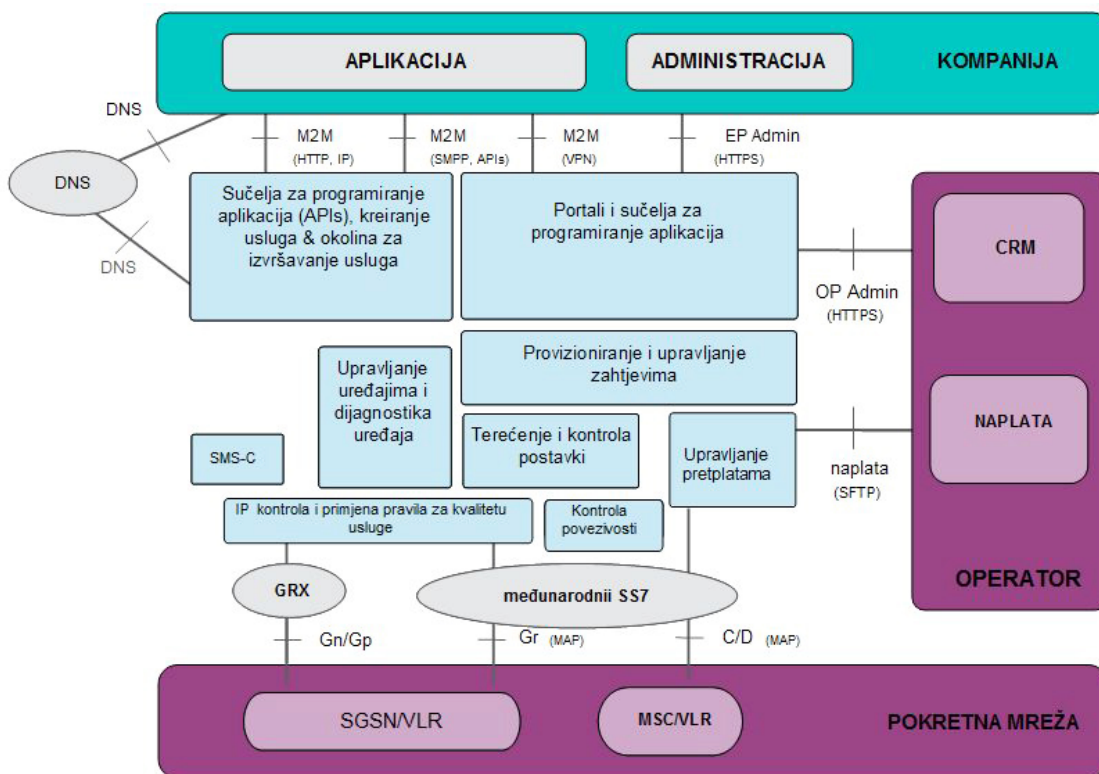 APLIKACIJA
ADMINISTRACIJA
KOMPANIJA
DNS
M2M
(HTTP, IP)
M2M
(SMPP, APIs)
M2M
(VPN)
EP Admin
(HTTPS)
DNS
DNS
Sučelja za programiranje
aplikacija (APIs), kreiranje
usluga & okolina za
izvršavanje usluga
Portali i sučelja za
programiranje aplikacija
CRM
OP Admin
(HTTPS)
Upravljanje
uređajima i
dijagnostika
uređaja
Provizioniranje i upravljanje
zahtjevima
NAPLATA
SMS-C
Terećenje i kontrola
postavki
Upravljanje
pretplatama
naplata
(SFTP)
IP kontrola i primjena pravila za kvalitetu
usluge
Kontrola
povezivosti
OPERATOR
GRX
međunarodnii SS7
Gn/Gp
Gr (MAP)
C/D (MAP)
SGSN/VLR
MSC/VLR
POKRETNA MREŽA